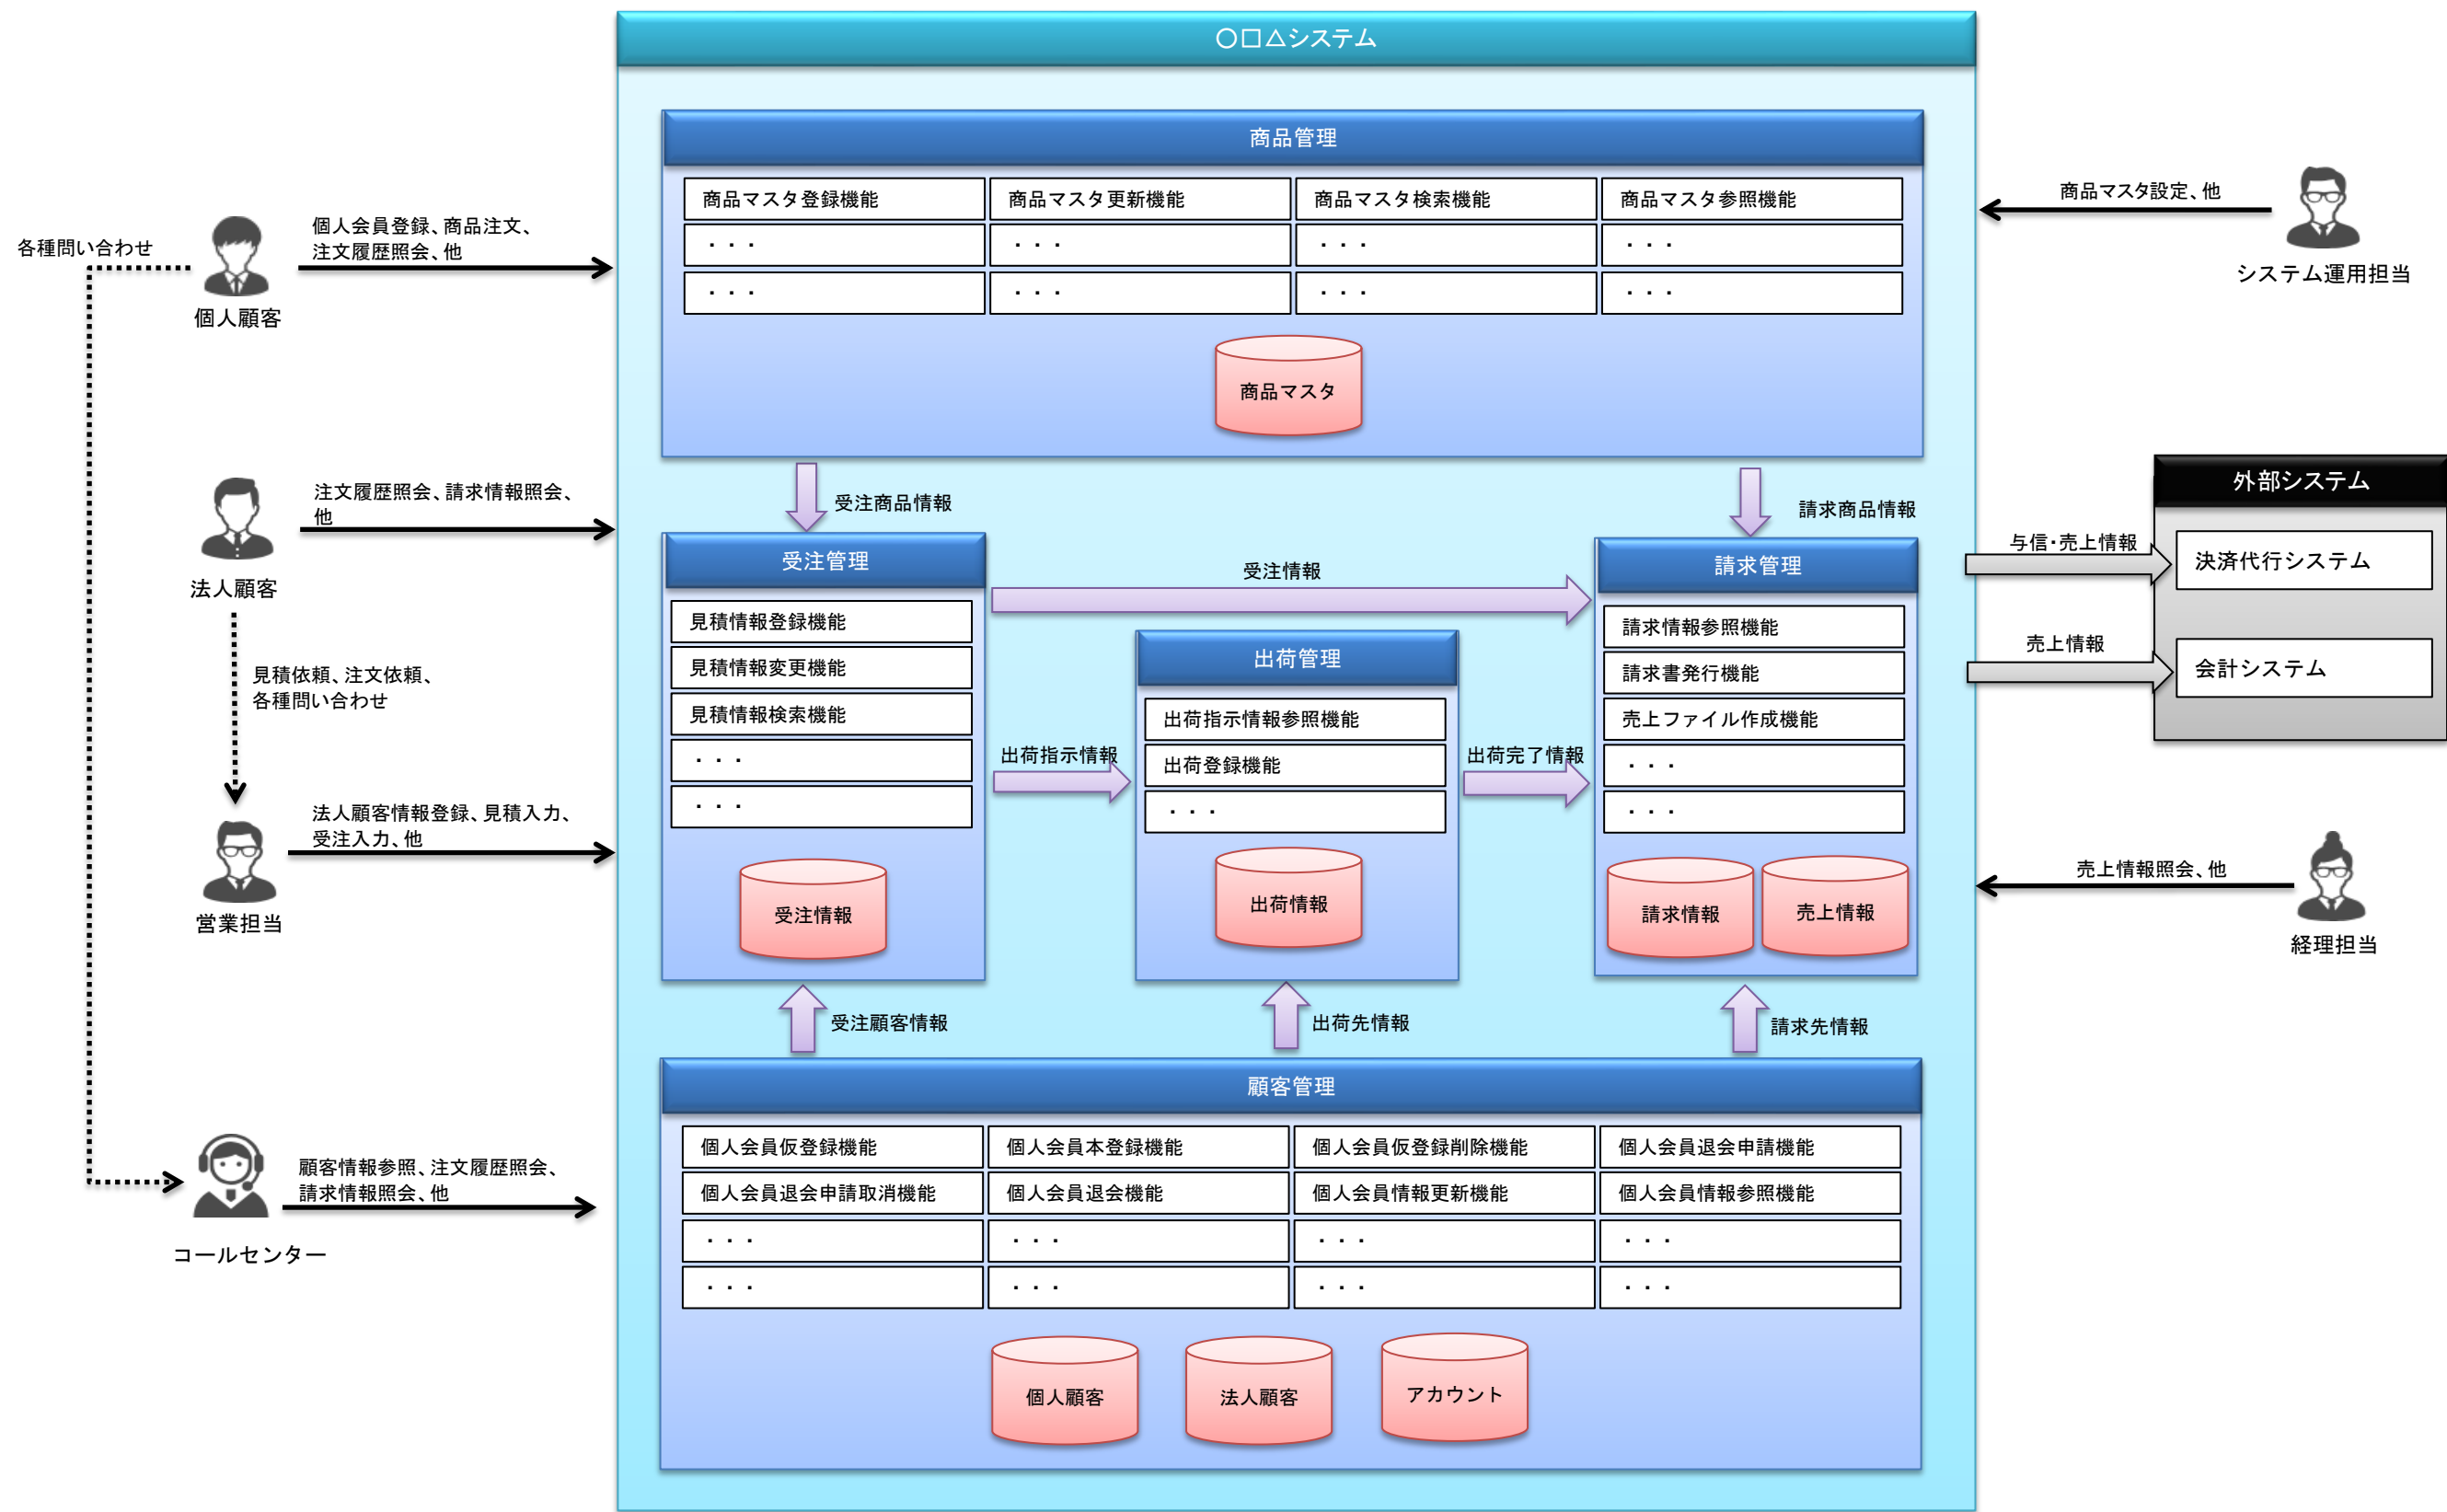 〇□△システム
商品管理
商品マスタ登録機能
商品マスタ更新機能
商品マスタ検索機能
商品マスタ参照機能
・・・
・・・
・・・
・・・
・・・
・・・
・・・
・・・
商品マスタ
各種問い合わせ
個人会員登録、商品注文、
注文履歴照会、他
個人顧客
商品マスタ設定、他
システム運用担当
注文履歴照会、請求情報照会、
他
法人顧客
見積依頼、注文依頼、
各種問い合わせ
法人顧客情報登録、見積入力、
受注入力、他
営業担当
顧客情報参照、注文履歴照会、
請求情報照会、他
コールセンター
受注商品情報
請求商品情報
受注管理
見積情報登録機能
見積情報変更機能
見積情報検索機能
・・・
・・・
受注情報
受注情報
出荷指示情報
出荷管理
出荷指示情報参照機能
出荷登録機能
・・・
出荷情報
出荷完了情報
請求管理
請求情報参照機能
請求書発行機能
売上ファイル作成機能
・・・
・・・
請求情報
売上情報
与信・売上情報
売上情報
外部システム
決済代行システム
会計システム
売上情報照会、他
経理担当
受注顧客情報
出荷先情報
請求先情報
顧客管理
個人会員仮登録機能
個人会員本登録機能
個人会員仮登録削除機能
個人会員退会申請機能
個人会員退会申請取消機能
個人会員退会機能
個人会員情報更新機能
個人会員情報参照機能
・・・
・・・
・・・
・・・
・・・
・・・
・・・
・・・
個人顧客
法人顧客
アカウント